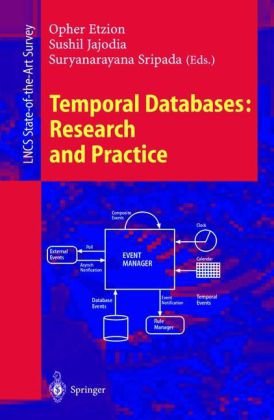 LNCS State-of-the-Art Survey
Opher Etzion
Sushil Jajodia
Suryanarayana Sripada (Eds.)
Temporal Databases:
Research
and Practice
Composite
Events
Clock
External
Events
Poll
Asynch
Notification
EVENT
MANAGER
Calendar
Database
Events
Event
Notification
Temporal
Events
Rule
Manager
Springer